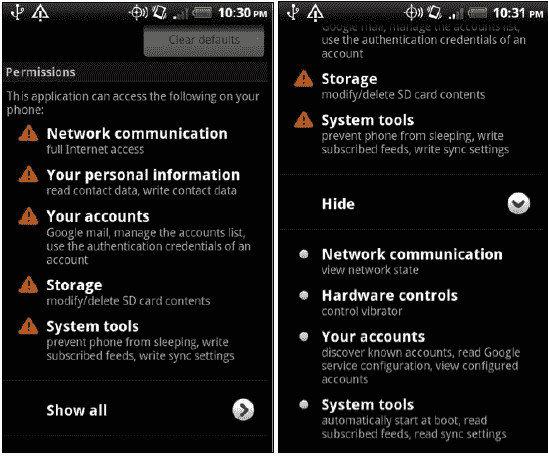 10:30 PM
Clear defaults
Permissions
This application can access the following on your
phone:
Network communication
full Internet access
Your personal information
read contact data, write contact data
Your accounts
Google mail, manage the accounts list,
use the authentication credentials of an
account
Storage
modify/delete SD card contents
System tools
prevent phone from sleeping, write
subscribed feeds, write sync settings
Show all
10:31 PM
Google mail, manage the accounts list,
use the authentication credentials of an
account
Storage
modify/delete SD card contents
System tools
prevent phone from sleeping, write
subscribed feeds, write sync settings
Hide
Network communication
view network state
Hardware controls
control vibrator
Your accounts
discover known accounts, read Google
service configuration, view configured
accounts
System tools
automatically start at boot, read
subscribed feeds, read sync settings